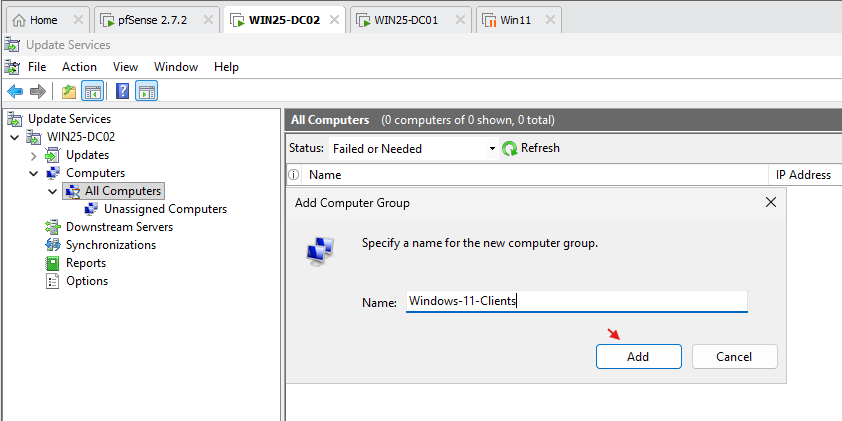 Home
pfSense 2.7.2
WIN25-DC02
WIN25-DC01
Win11
Update Services
File Action View Window Help
Update Services
WIN25-DC02
Updates
Computers
All Computers
Unassigned Computers
Downstream Servers
Synchronizations
Reports
Options
All Computers (0 computers of 0 shown, 0 total)
Status: Failed or Needed Refresh
Name IP Address
Add Computer Group
Specify a name for the new computer group.
Name: Windows-11-Clients
Add Cancel